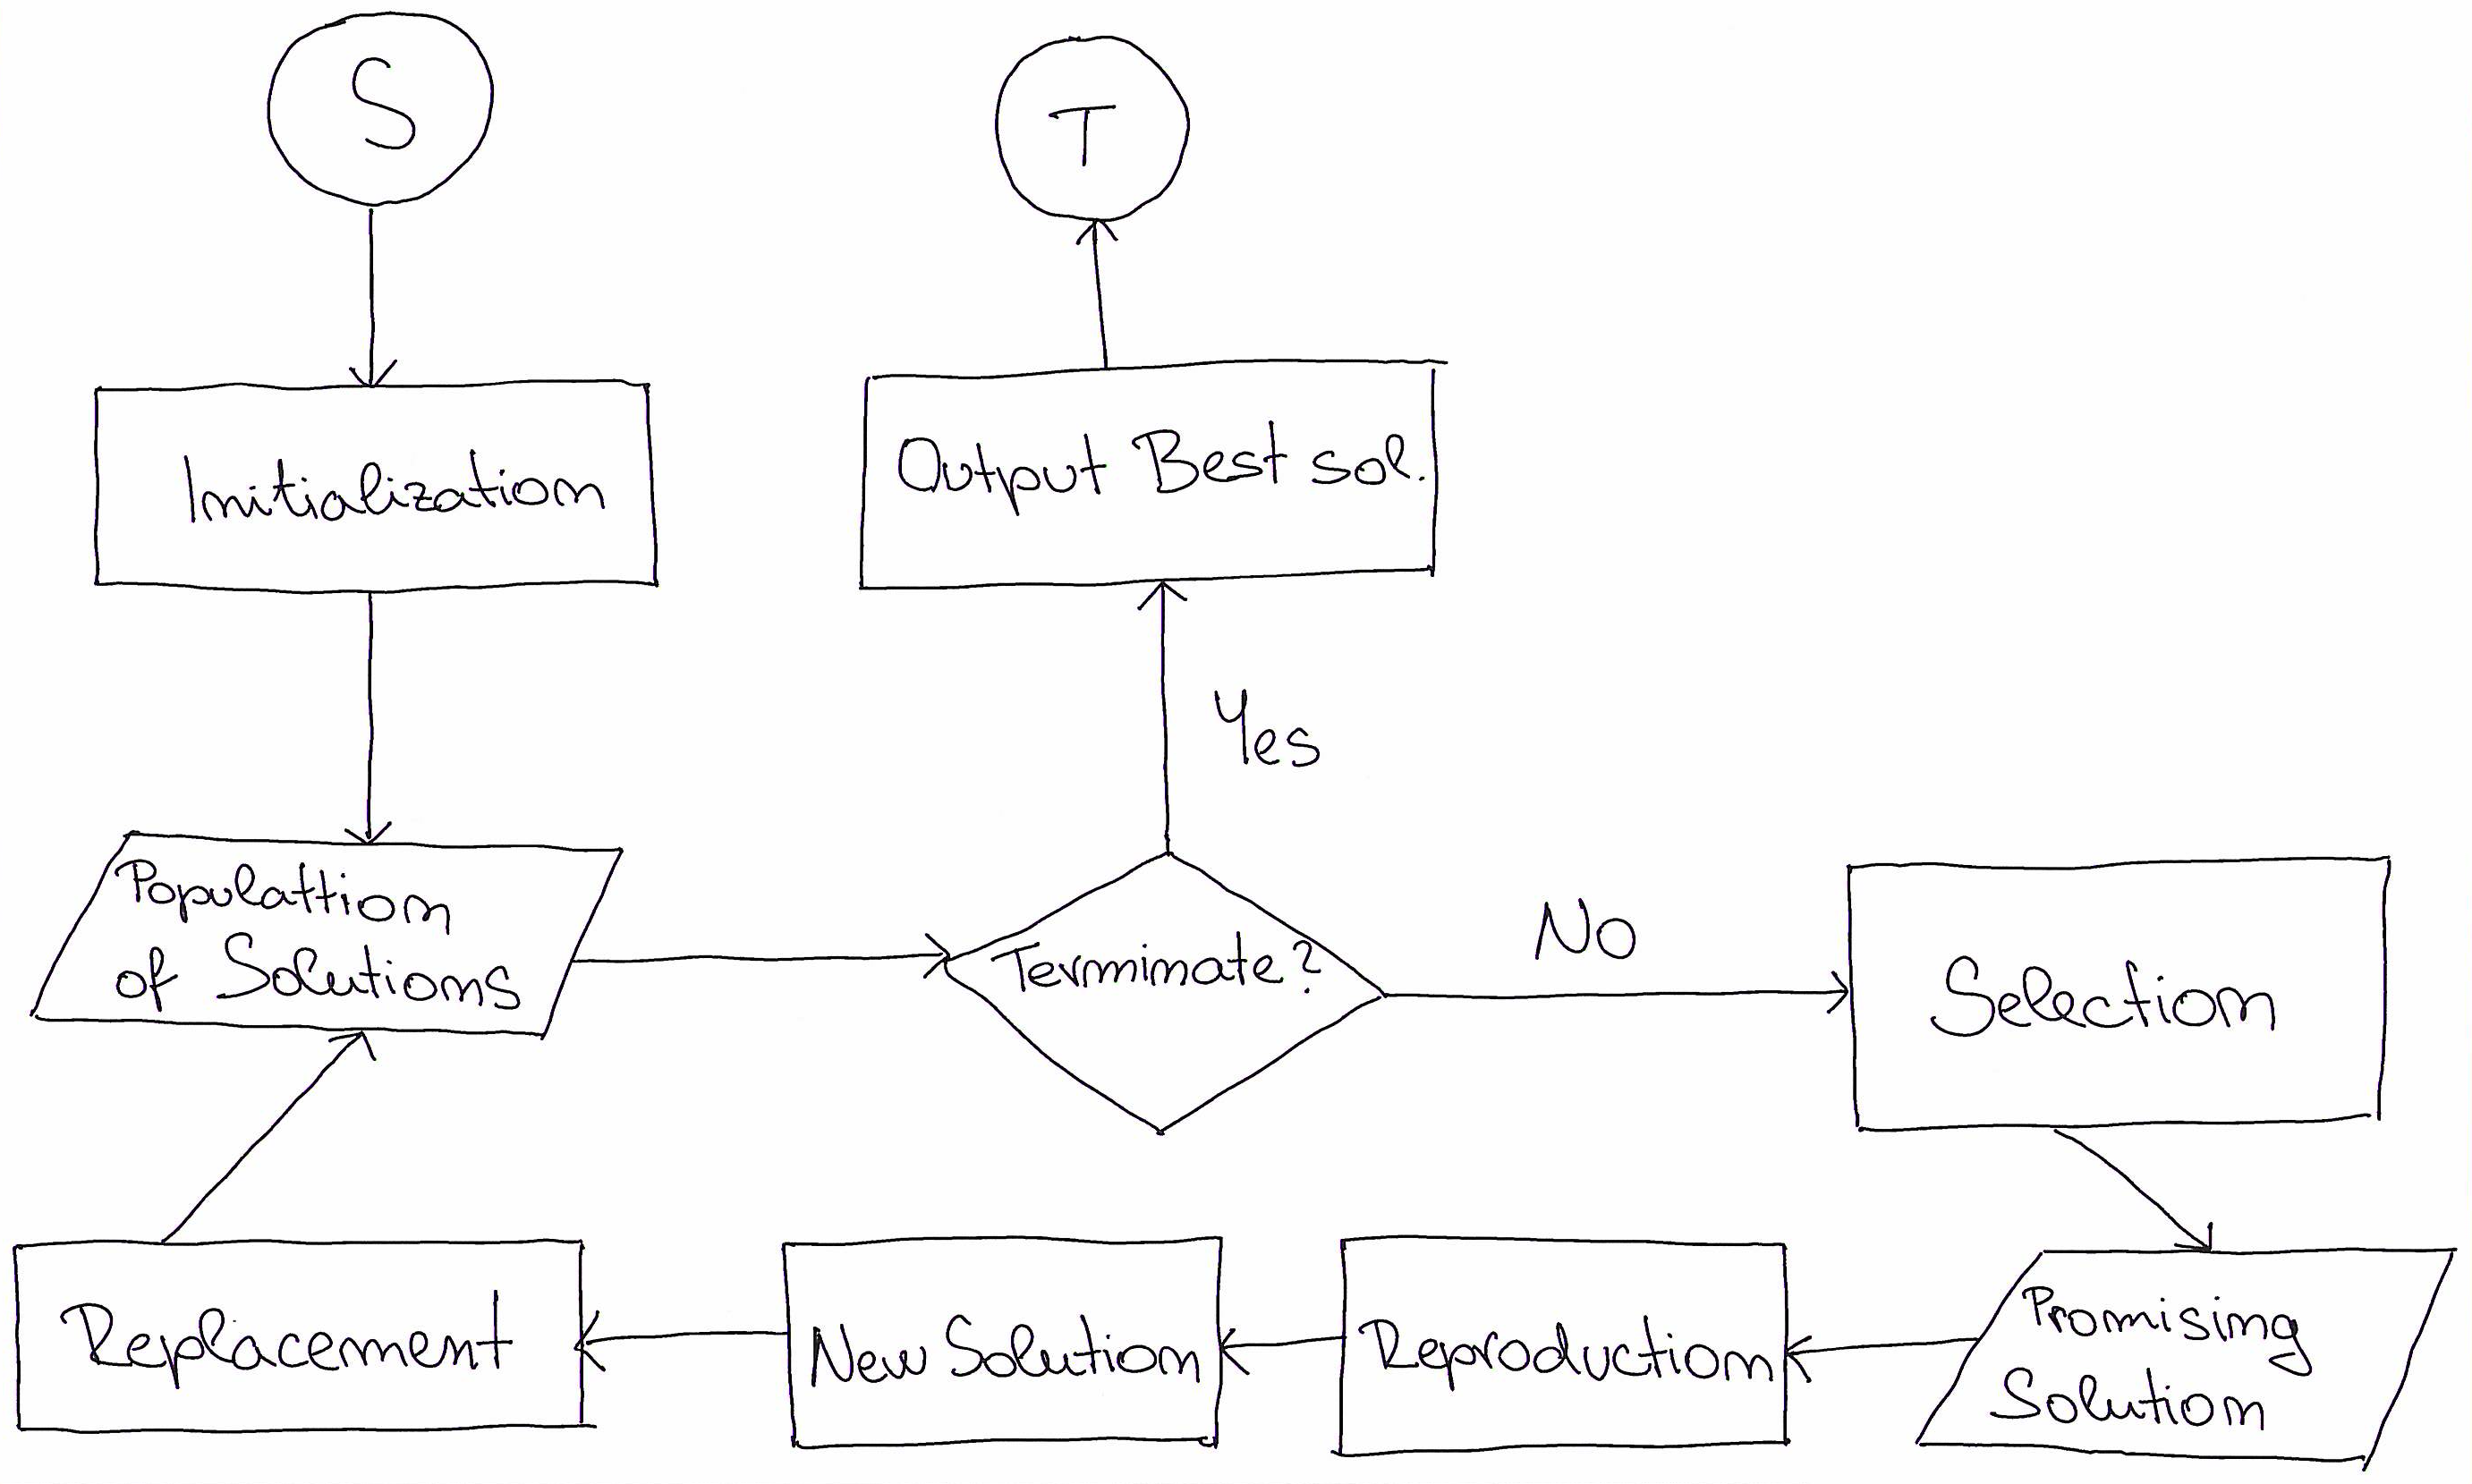 S
T
Initialization
Output Best sol.
Yes
Populattion
of Solutions
Terminate?
No
Selection
Replacement
New Solution
Reproduction
Promising
Solution